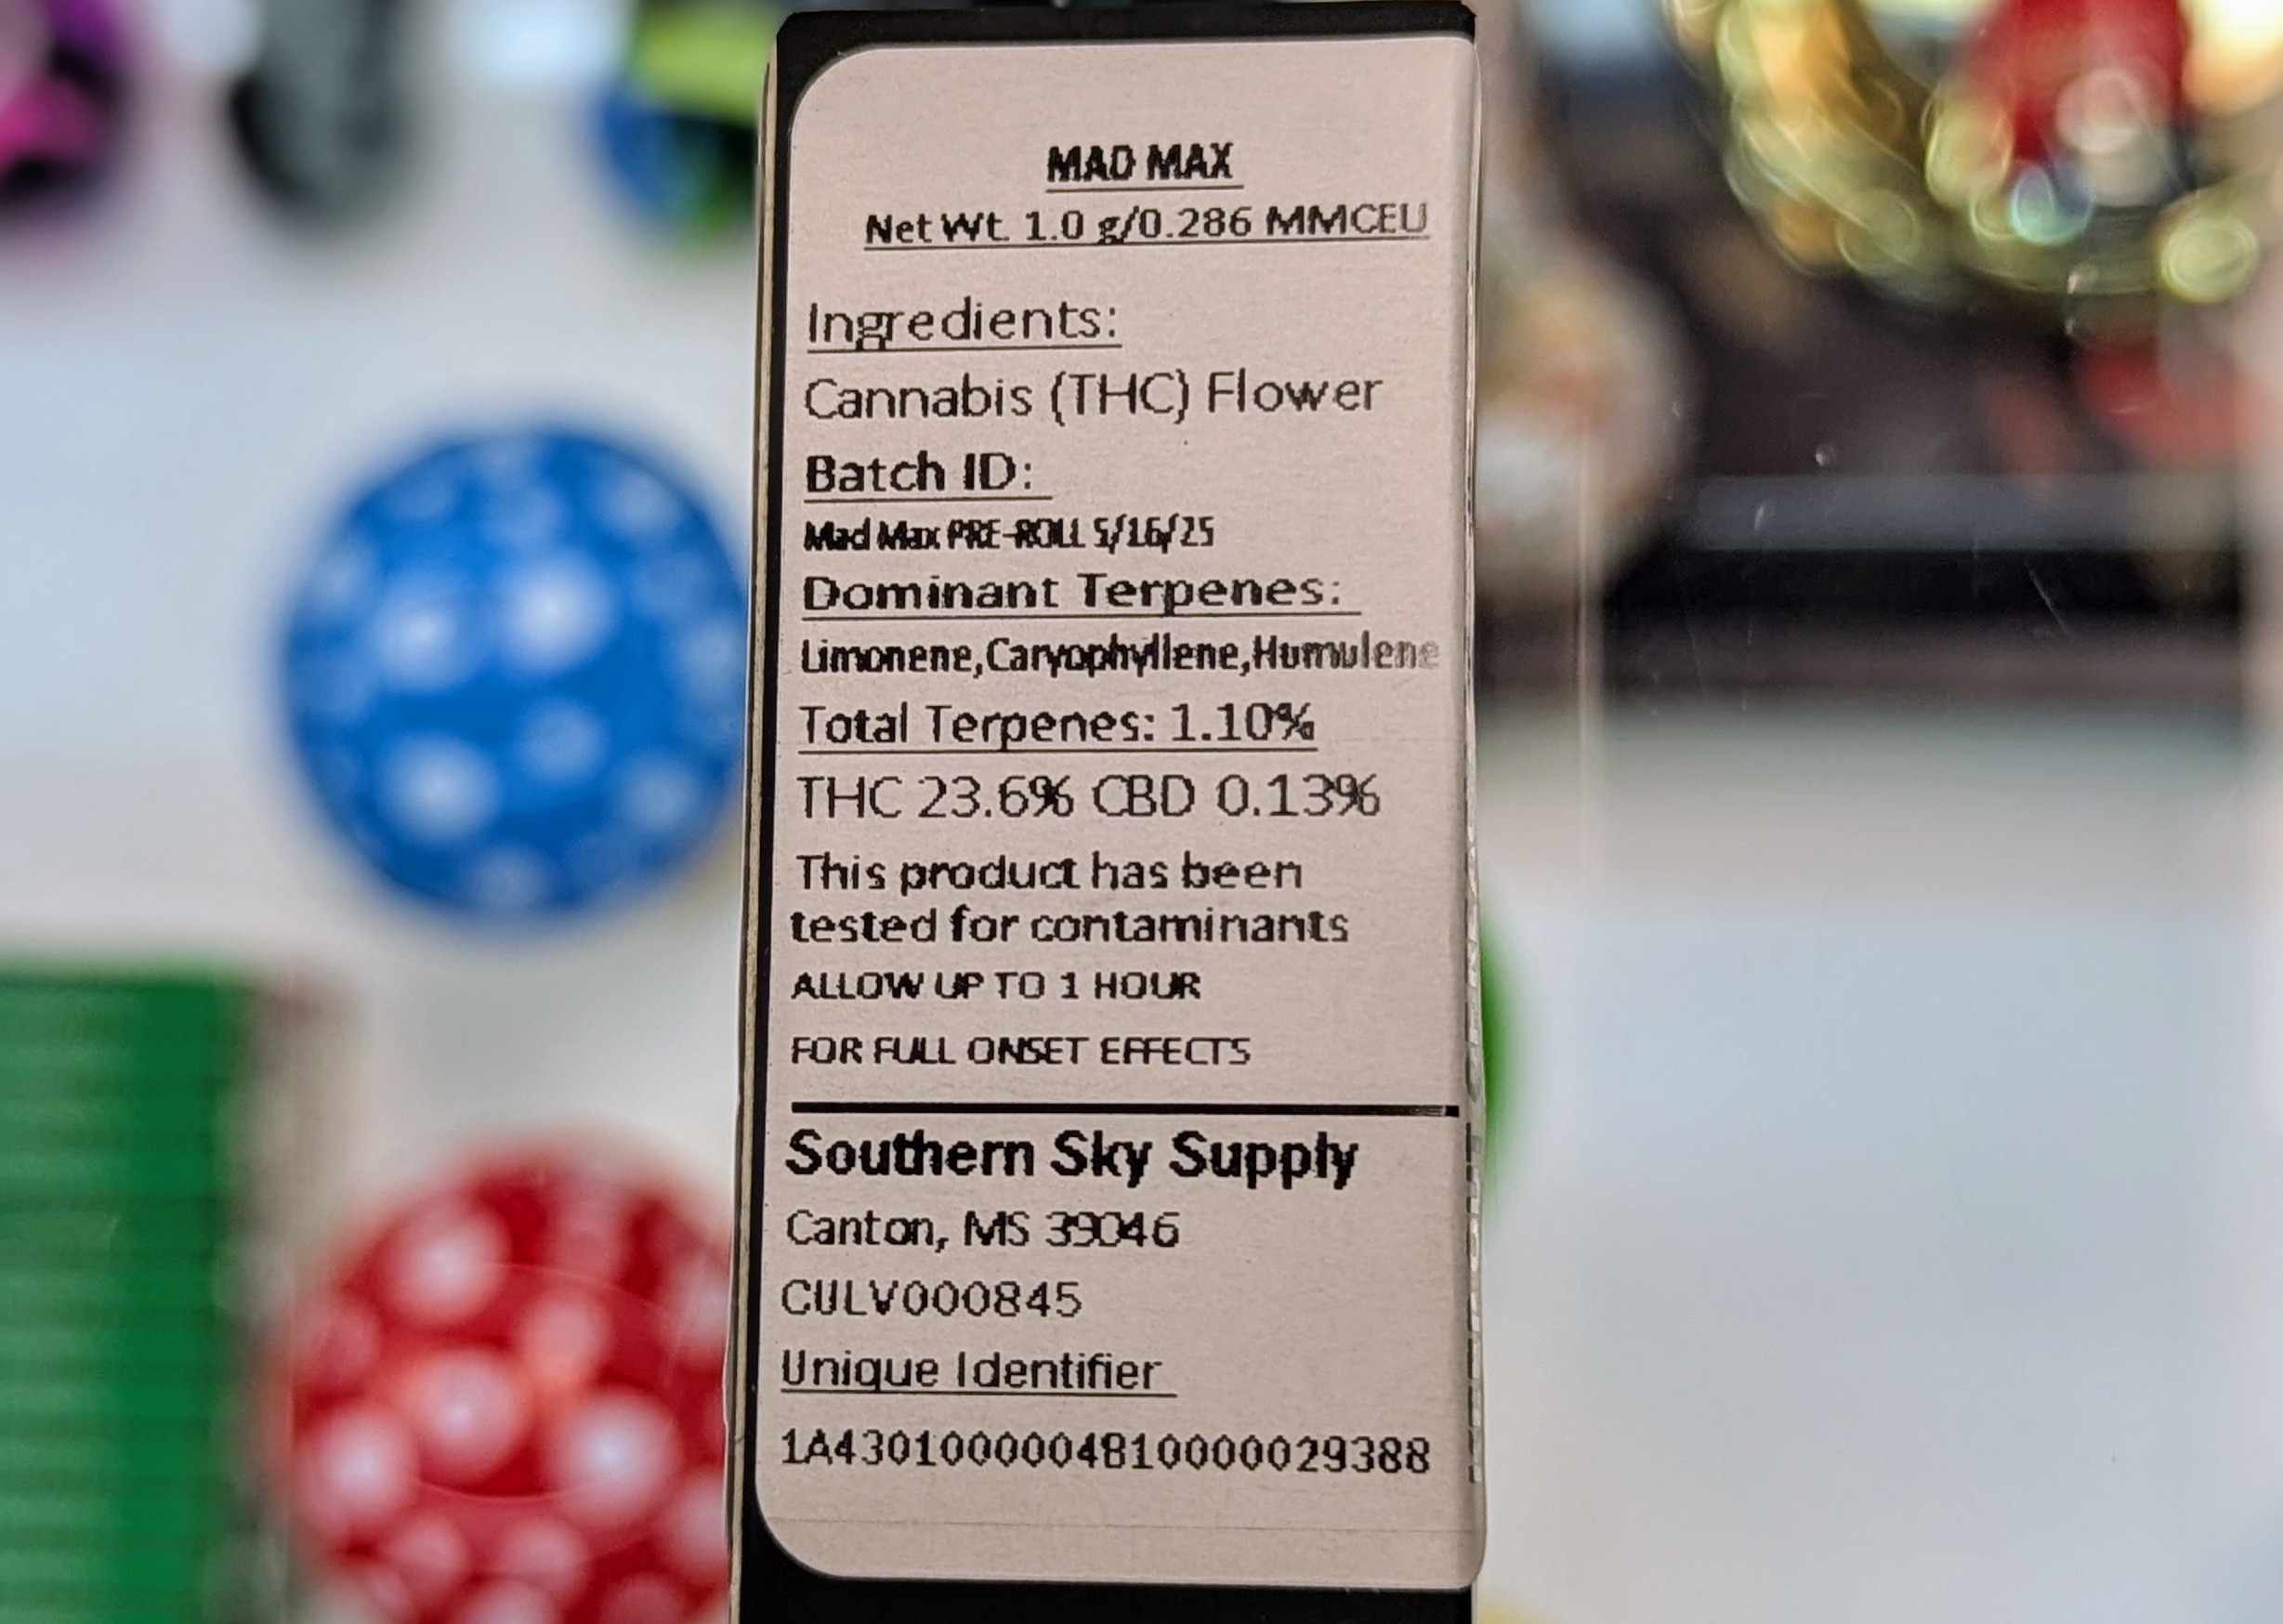 MAD MAX
Net Wt. 1.0 g/0.286 MMCEU
Ingredients:
Cannabis (THC) Flower
Batch ID:
Mad Max PRE-ROLL 5/16/25
Dominant Terpenes:
Limonene,Caryophyllene,Humulene
Total Terpenes: 1.10%
THC 23.6% CBD 0.13%
This product has been
tested for contaminants
ALLOW UP TO 1 HOUR
FOR FULL ONSET EFFECTS
Southern Sky Supply
Canton, MS 39046
CULV000845
Unique Identifier
1A4301000004B10000029388